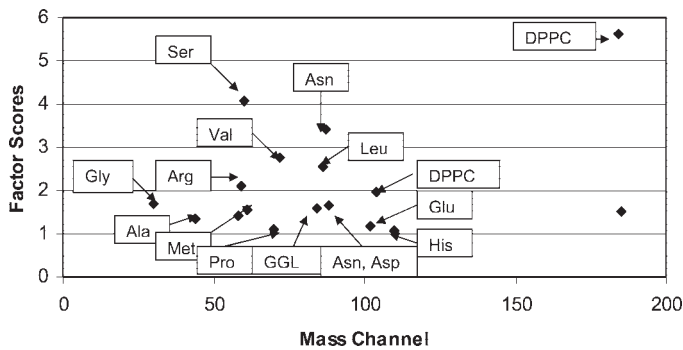 6
DPPC
5
Ser
4
Asn
3
Val
Leu
2
Gly
Arg
DPPC
Glu
1
Ala
Met
His
Pro
GGL
Asn, Asp
0
0
50
100
150
200
Factor Scores
Mass Channel